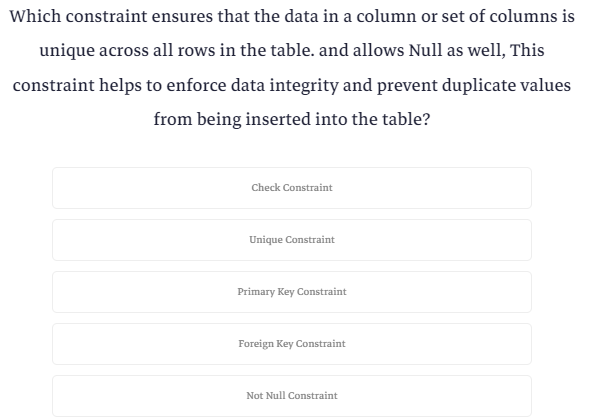 Which constraint ensures that the data in a column or set of columns is
unique across all rows in the table. and allows Null as well, This
constraint helps to enforce data integrity and prevent duplicate values
from being inserted into the table?
Check Constraint
Unique Constraint
Primary Key Constraint
Foreign Key Constraint
Not Null Constraint